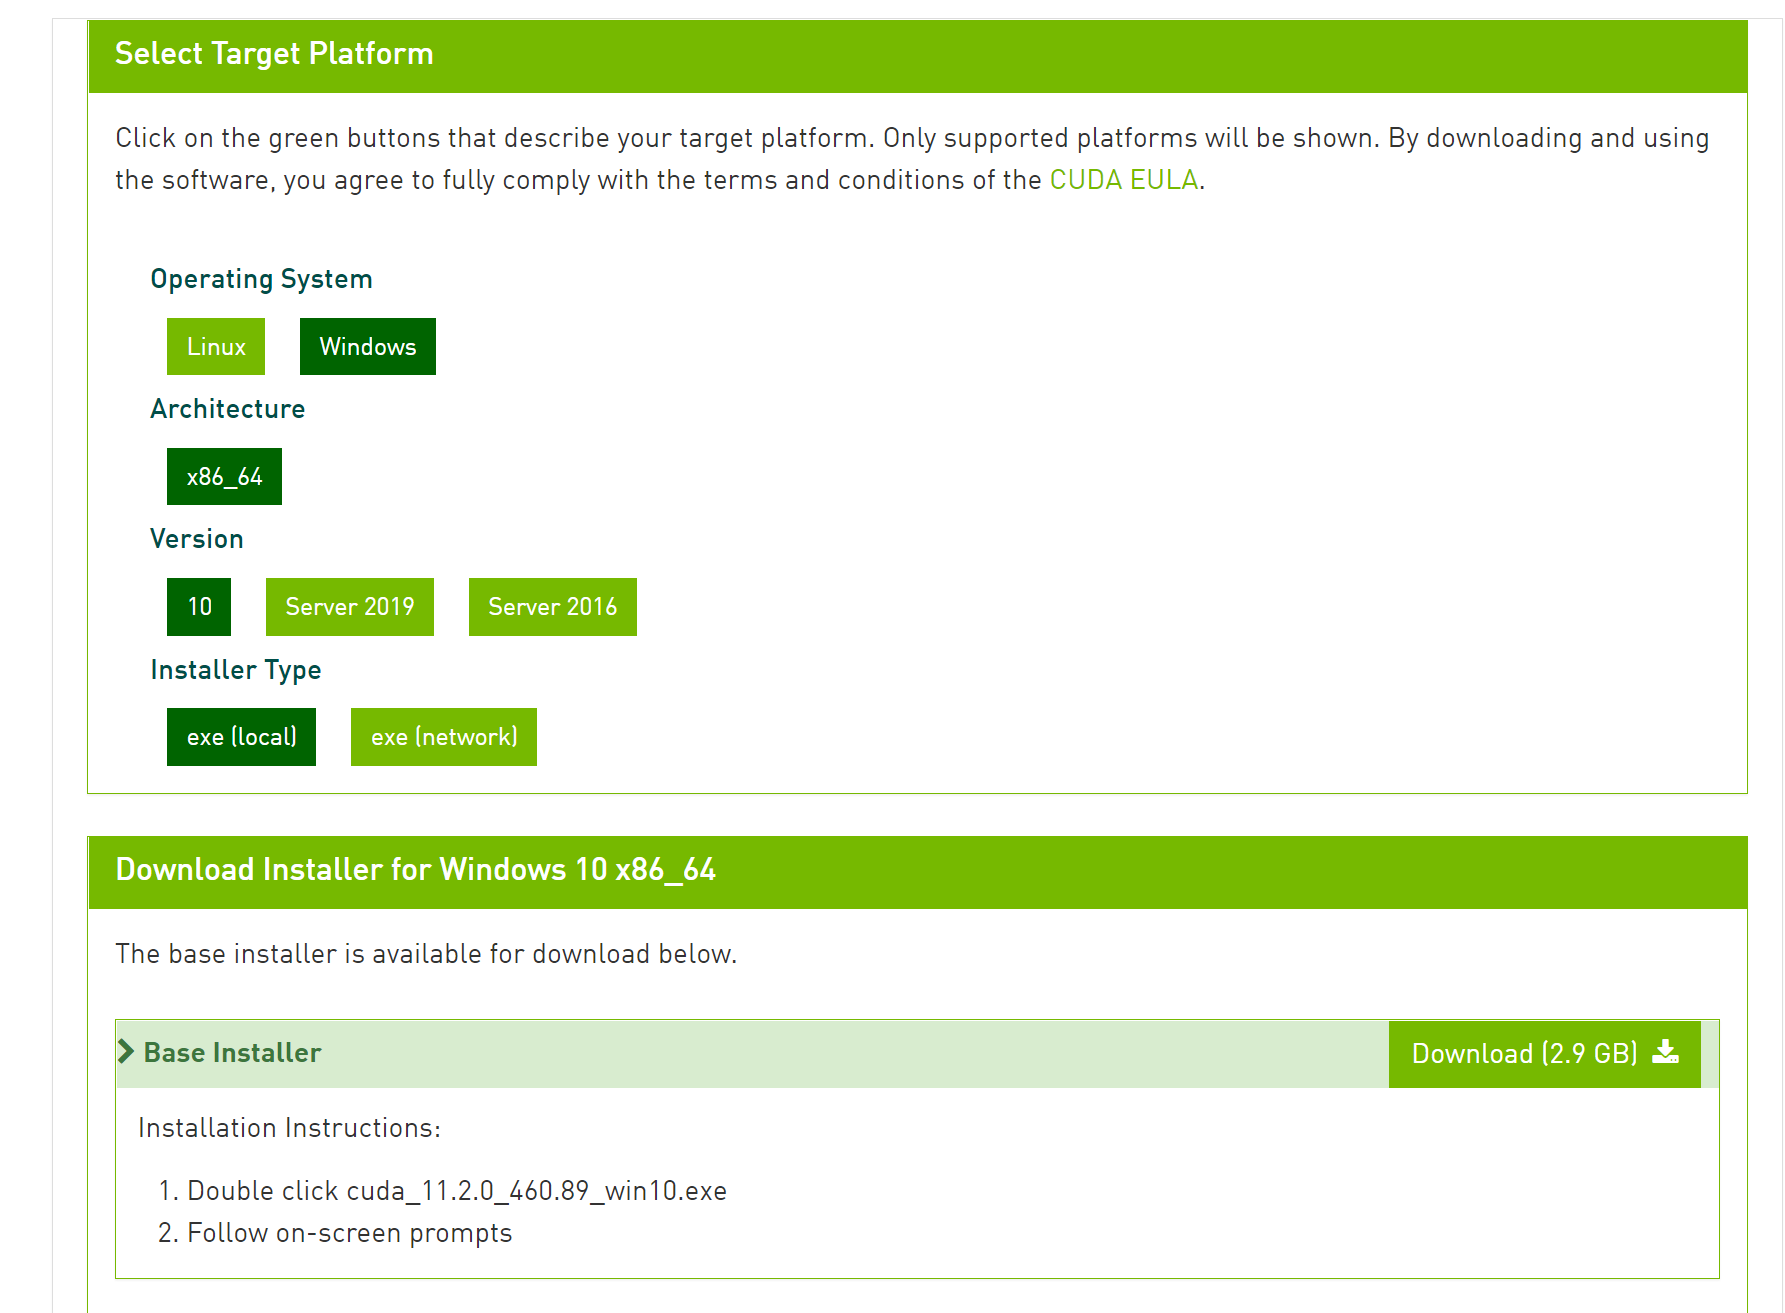 Select Target Platform
Click on the green buttons that describe your target platform. Only supported platforms will be shown. By downloading and using
the software, you agree to fully comply with the terms and conditions of the CUDA EULA.
Operating System
Linux Windows
Architecture
x86_64
Version
10 Server 2019 Server 2016
Installer Type
exe (local) exe (network)
Download Installer for Windows 10 x86_64
The base installer is available for download below.
Base Installer Download (2.9 GB)
Installation Instructions:
1. Double click cuda_11.2.0_460.89_win10.exe
2. Follow on-screen prompts